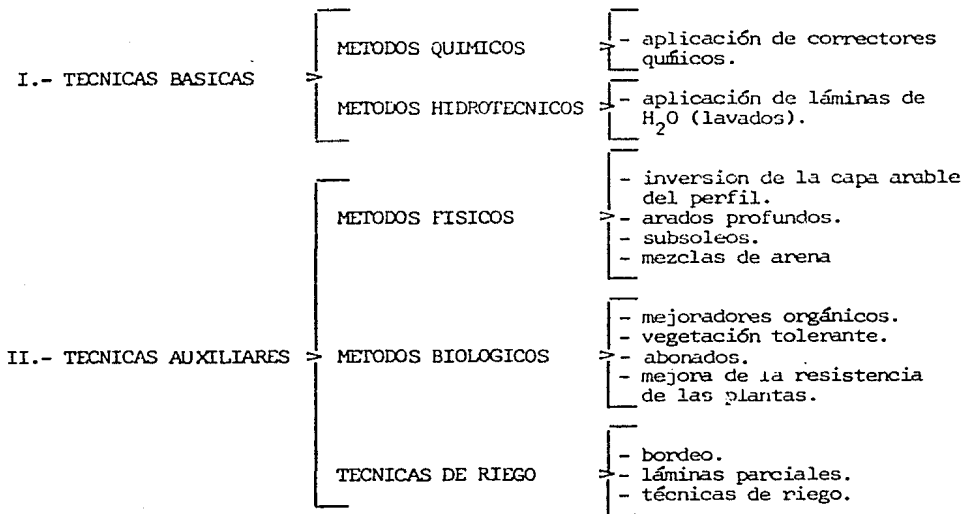 I.- TECNICAS BASICAS
METODOS QUIMICOS
- aplicación de correctores
quñicos.
METODOS HIDROTECNICOS
- aplicación de láminas de
H2O (lavados).
II.- TECNICAS AUXILIARES
METODOS FISICOS
- inversion de la capa arable
del perfil.
- arados profundos.
- subsoleos.
- mezclas de arena
METODOS BIOLOGICOS
- mejoradores orgánicos.
- vegetación tolerante.
- abonados.
- mejora de la resistencia
de las plantas.
TECNICAS DE RIEGO
- bordeo.
- láminas parciales.
- técnicas de riego.